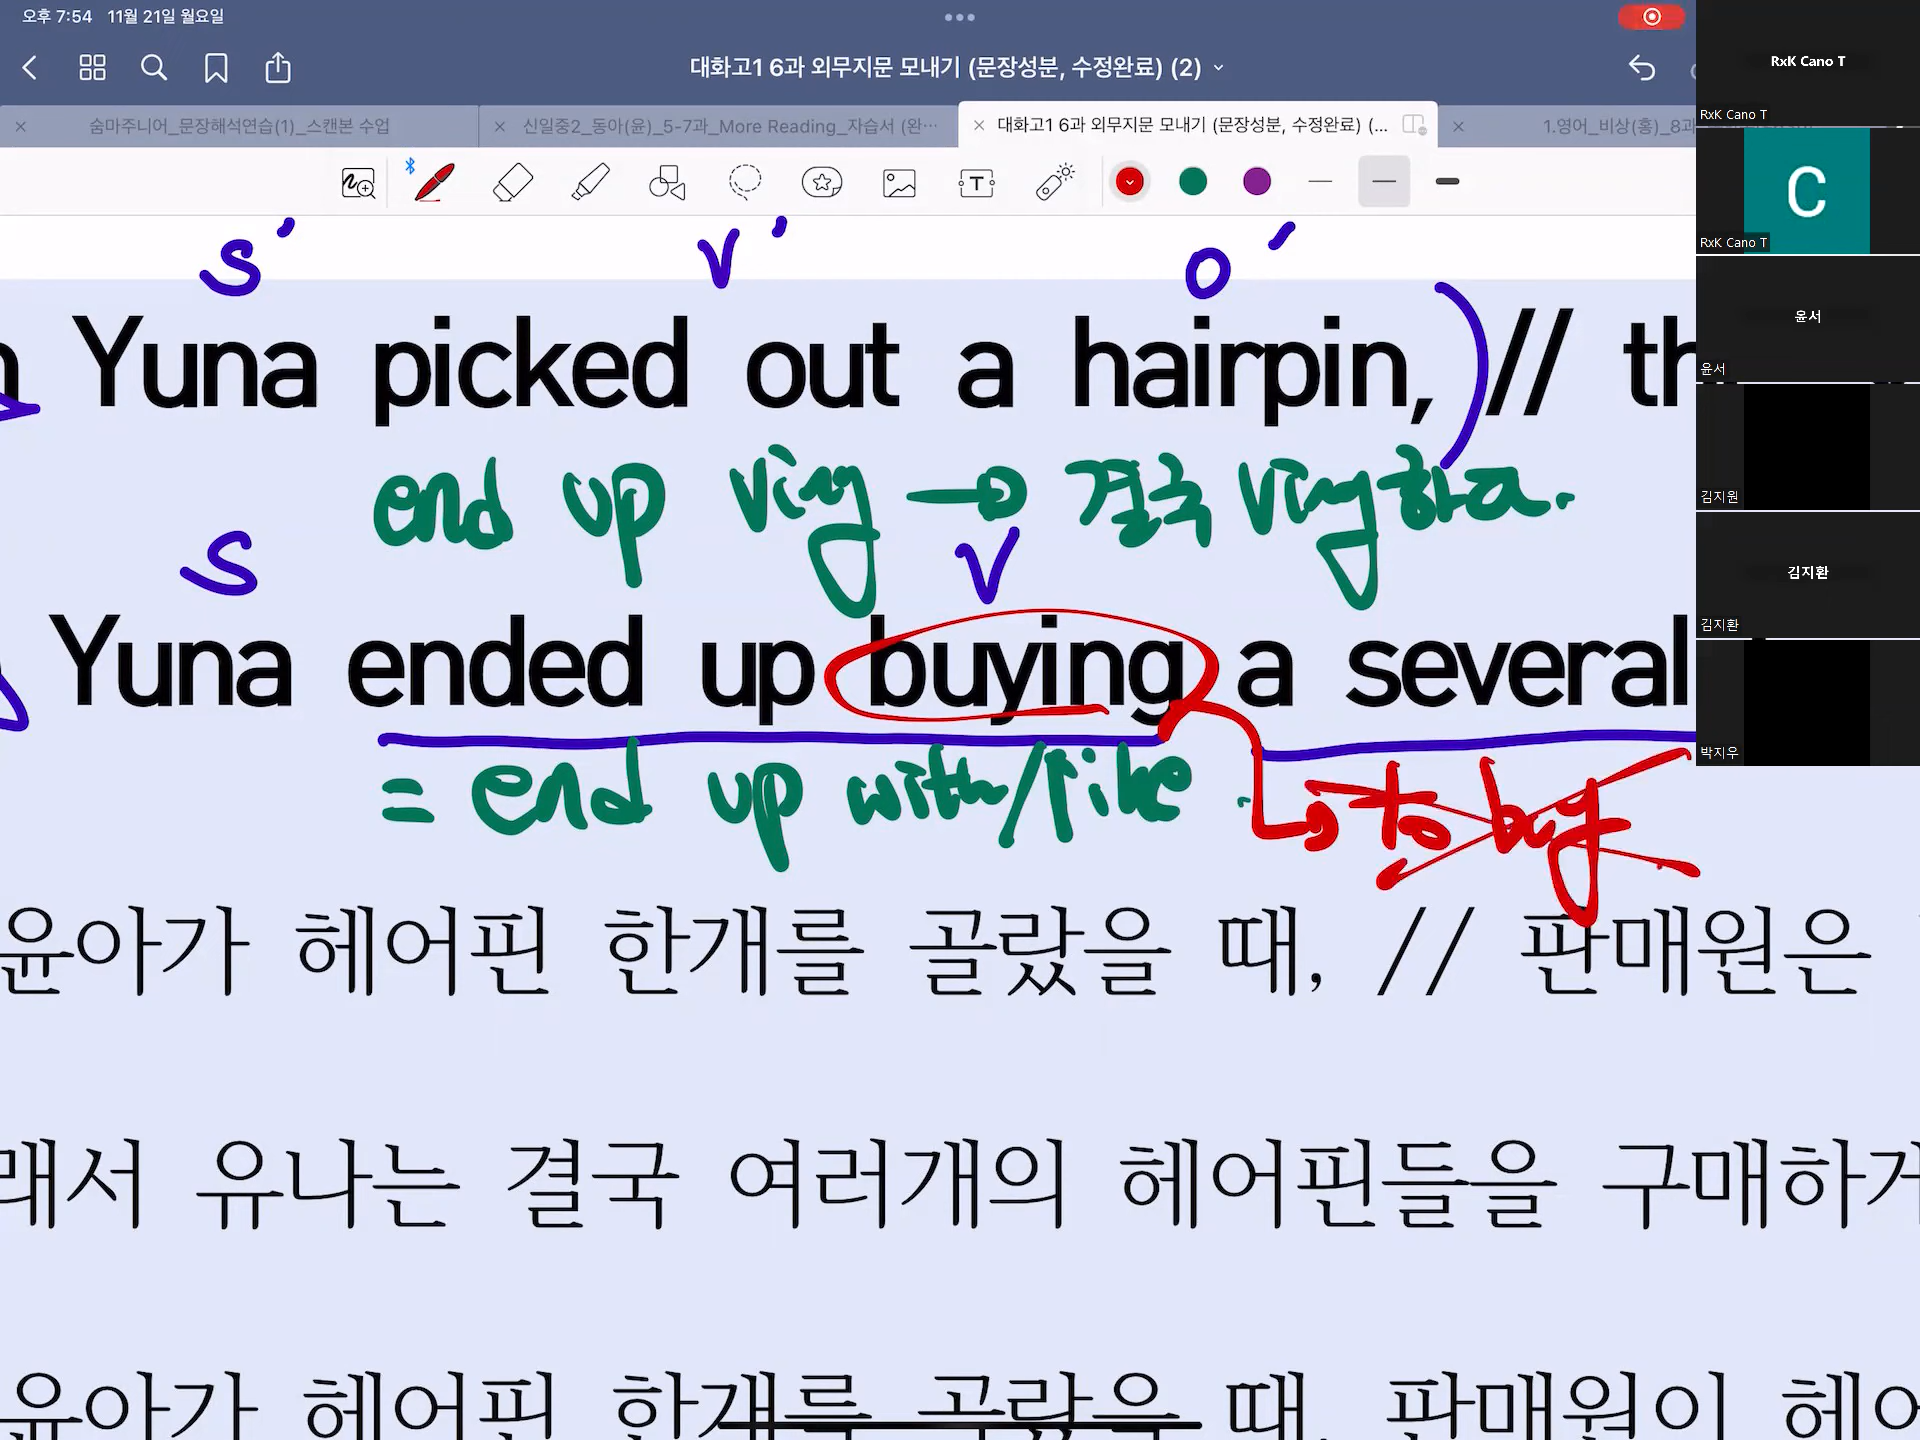 오후 7:54 11월 21일 월요일
대화고1 6과 외무지문 모내기 (문장성분, 수정완료) (2)
숨마주니어_문장해석연습(1)_스캔본 수업
신일중2_동아(윤)_5-7과_More Reading_자습서 (완…
대화고1 6과 외무지문 모내기 (문장성분, 수정완료) (...
1.영어_비상(홍)_8과
RxK Cano T
RxK Cano T
C
RxK Cano T
윤서
윤서
김지원
김지환
김지환
박지우
s' v' o'
Yuna picked out a hairpin,) // th
end up ving → 결국 ving하다.
S V
Yuna ended up buying a several
= end up with/like
to buy
윤아가 헤어핀 한개를 골랐을 때, // 판매원은
래서 유나는 결국 여러개의 헤어핀들을 구매하게
윤아가 헤어핀 한개를 골랐을 때, 판매원이 헤어